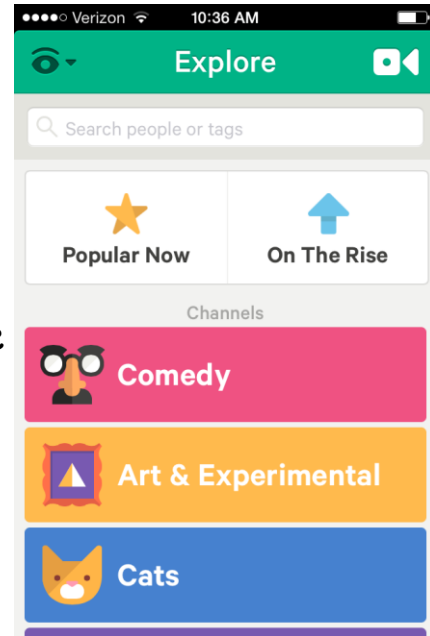 Verizon 10:36 AM
Explore
Search people or tags
Popular Now On The Rise
Channels
Comedy
Art & Experimental
Cats